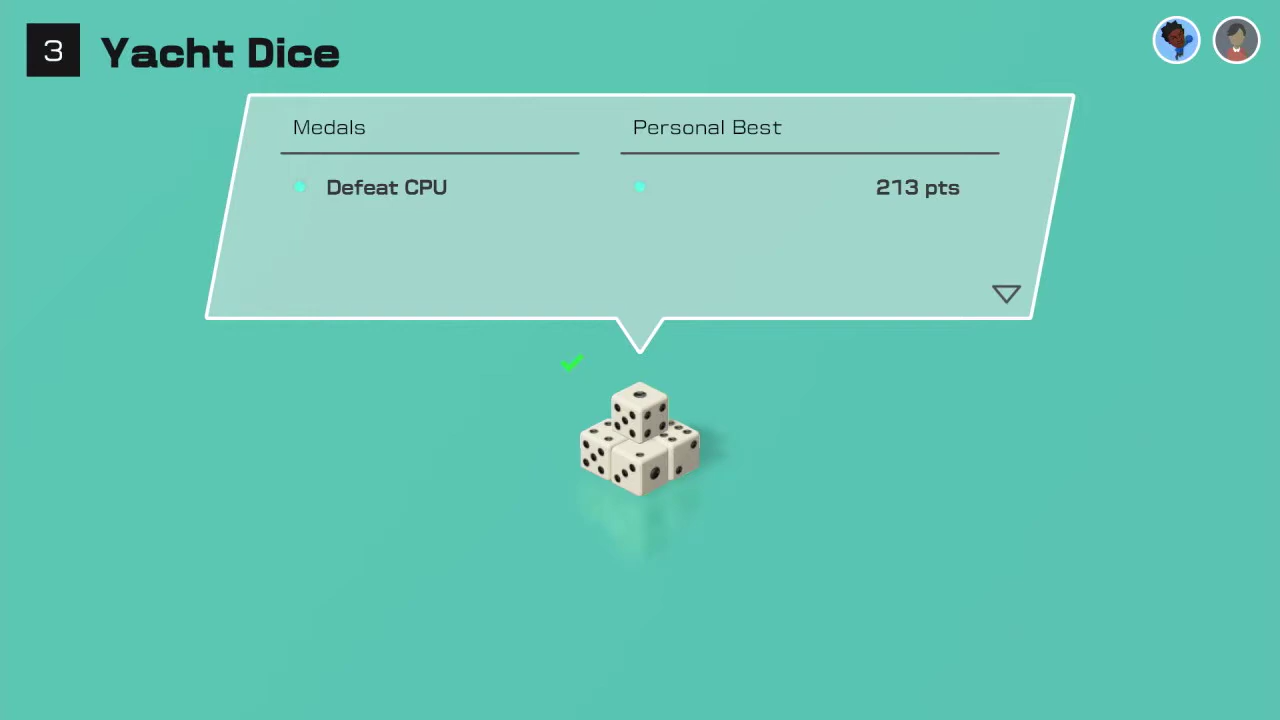 3 Yacht Dice
Medals
Personal Best
Defeat CPU
213 pts